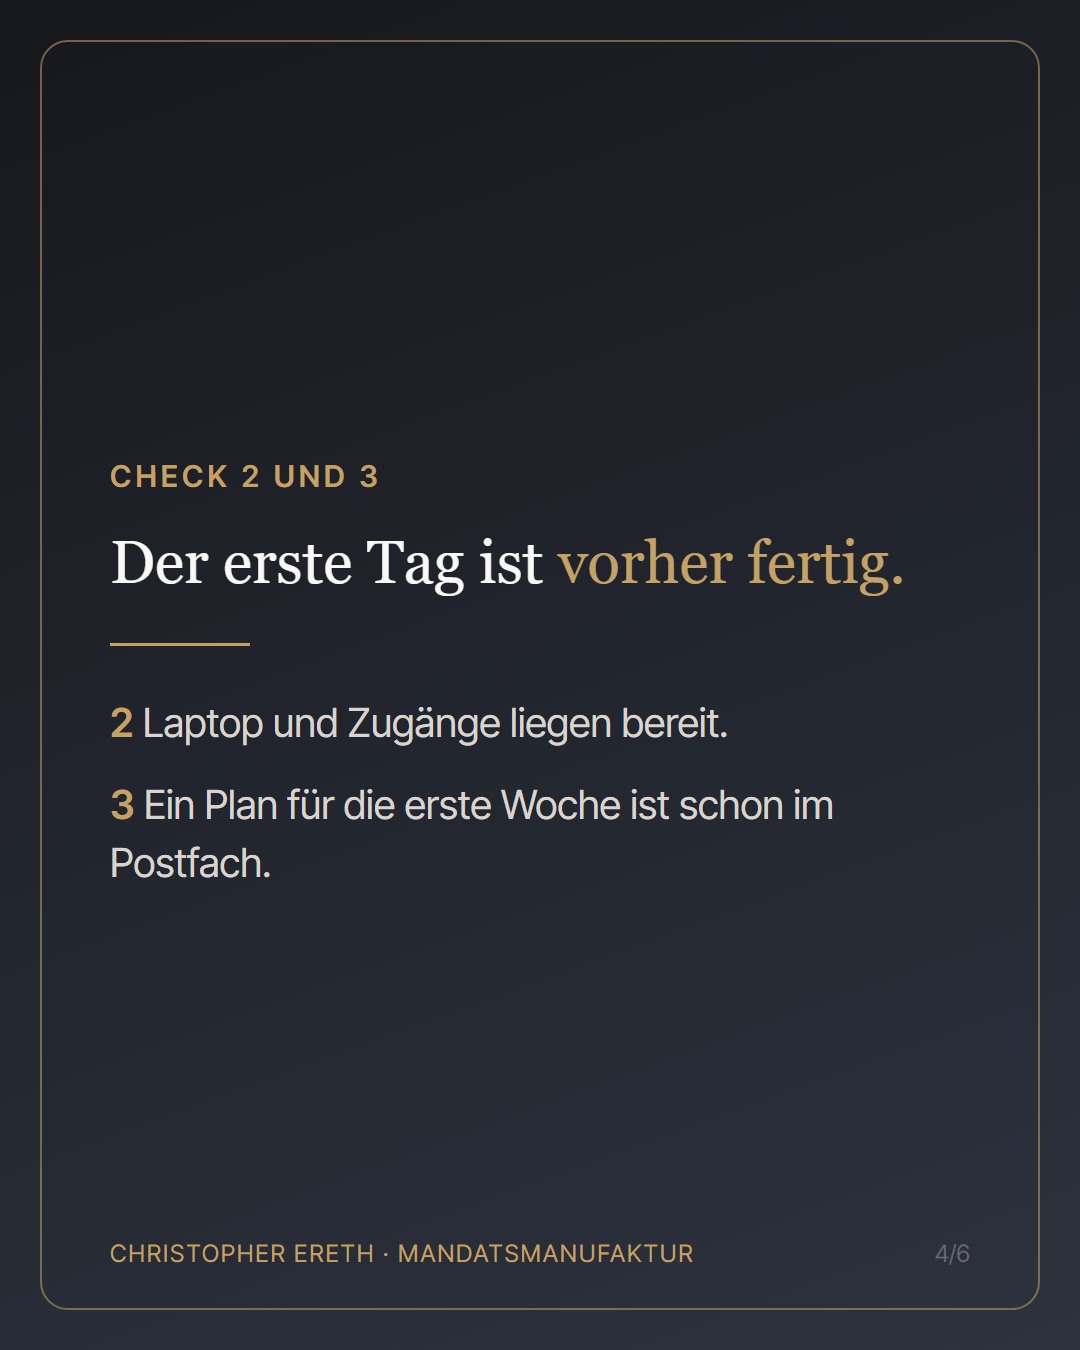 CHECK 2 UND 3
Der erste Tag ist vorher fertig.
2 Laptop und Zugänge liegen bereit.
3 Ein Plan für die erste Woche ist schon im
Postfach.
CHRISTOPHER ERETH · MANDATSMANUFAKTUR
4/6